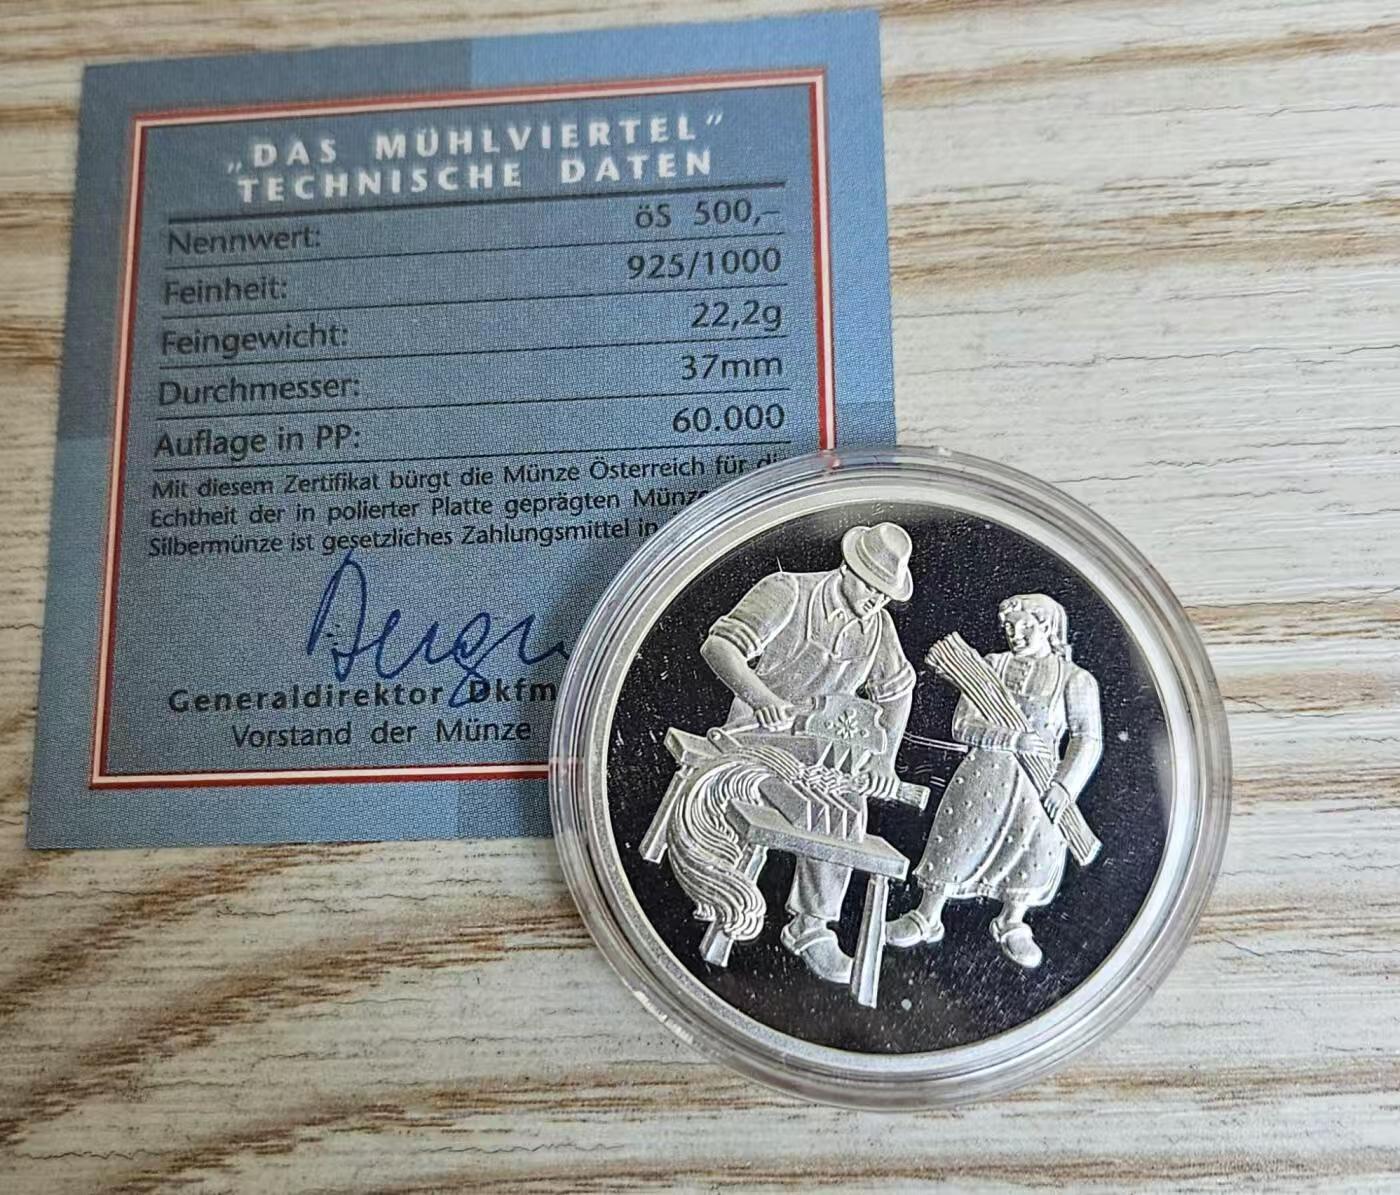 „DAS MÜHLVIERTEL"
TECHNISCHE DATEN
Nennwert: öS 500,–
Feinheit: 925/1000
Feingewicht: 22,2g
Durchmesser: 37mm
Auflage in PP: 60.000
Mit diesem Zertifikat bürgt die Münze Österreich für
Echtheit der in polierter Platte geprägten
Silbermünze ist gesetzliches Zahlungsmittel in
Generaldirektor Dkfm
Vorstand der Münze